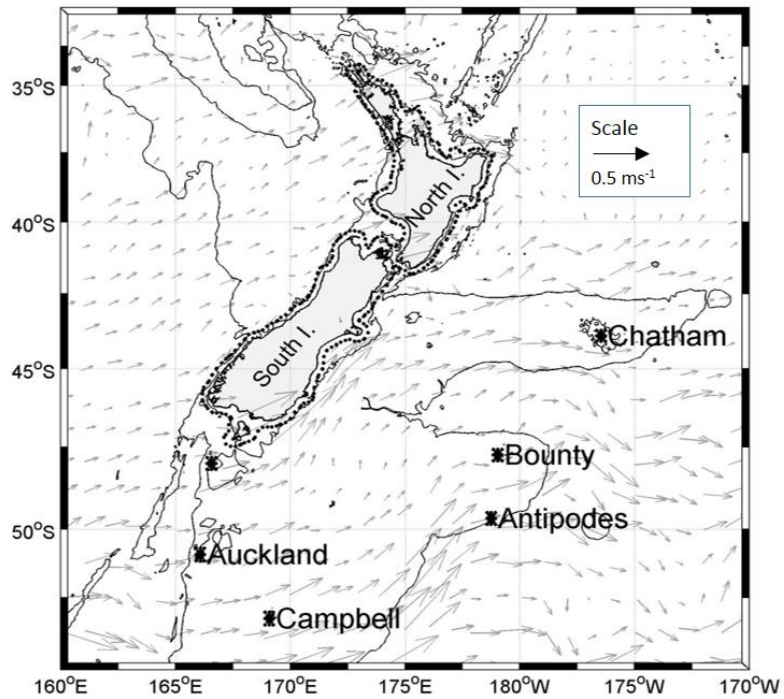 35°S
40°S
45°S
50°S
Scale
0.5 ms⁻¹
North I.
South I.
Chatham
Bounty
Antipodes
Auckland
Campbell
160°E 165°E 170°E 175°E 180°W 175°W 170°W